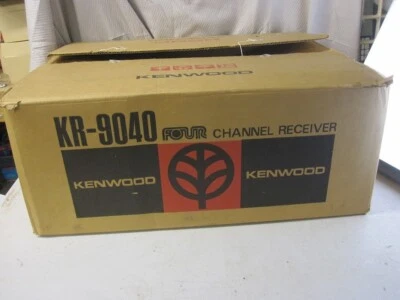 KENWOOD
KR-9040 FOUR CHANNEL RECEIVER
KENWOOD KENWOOD